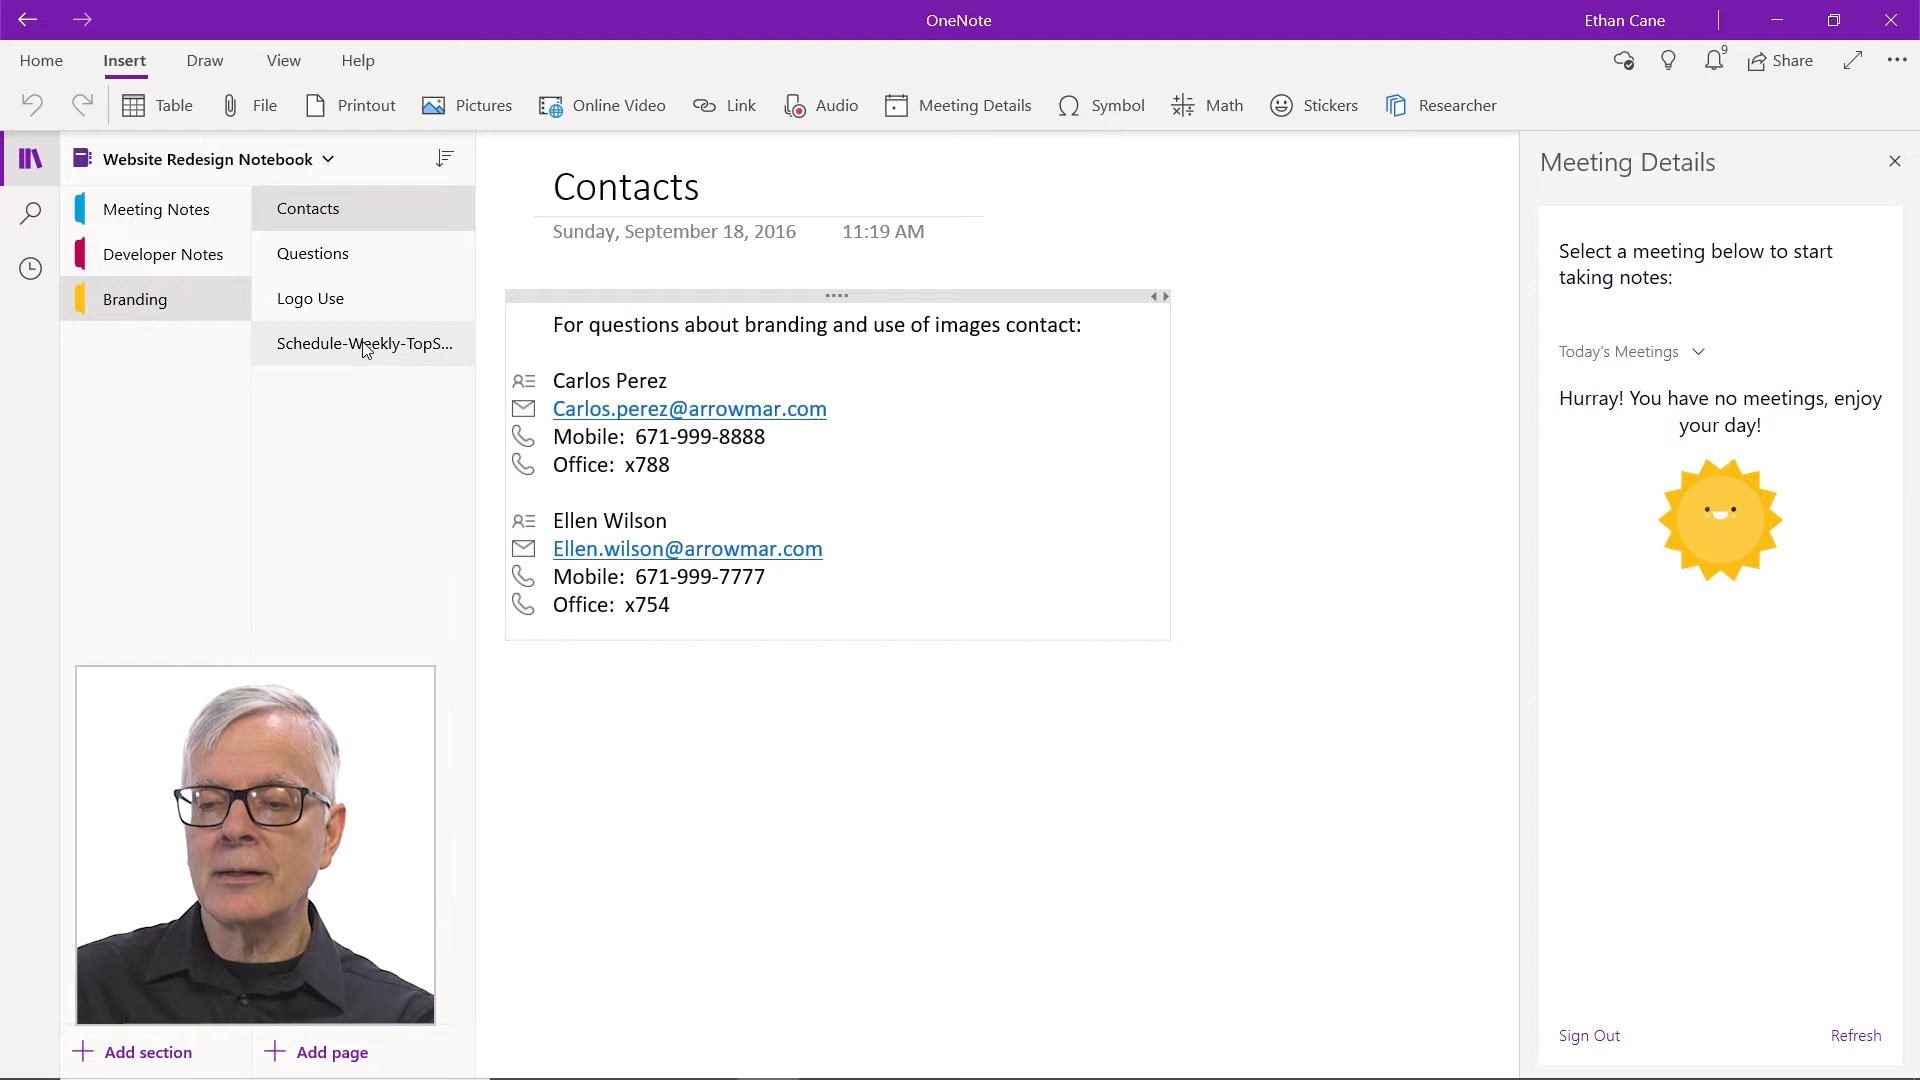 OneNote
Ethan Cane
Home
Insert
Draw
View
Help
9
Share
Table
File
Printout
Pictures
Online Video
Link
Audio
Meeting Details
Symbol
Math
Stickers
Researcher
Website Redesign Notebook
Meeting Notes
Developer Notes
Branding
Contacts
Questions
Logo Use
Schedule-Weekly-TopS...
Add section
Add page
Contacts
Sunday, September 18, 2016 11:19 AM
For questions about branding and use of images contact:
Carlos Perez
Carlos.perez@arrowmar.com
Mobile: 671-999-8888
Office: x788
Ellen Wilson
Ellen.wilson@arrowmar.com
Mobile: 671-999-7777
Office: x754
Meeting Details
Select a meeting below to start
taking notes:
Today's Meetings
Hurray! You have no meetings, enjoy
your day!
Sign Out
Refresh